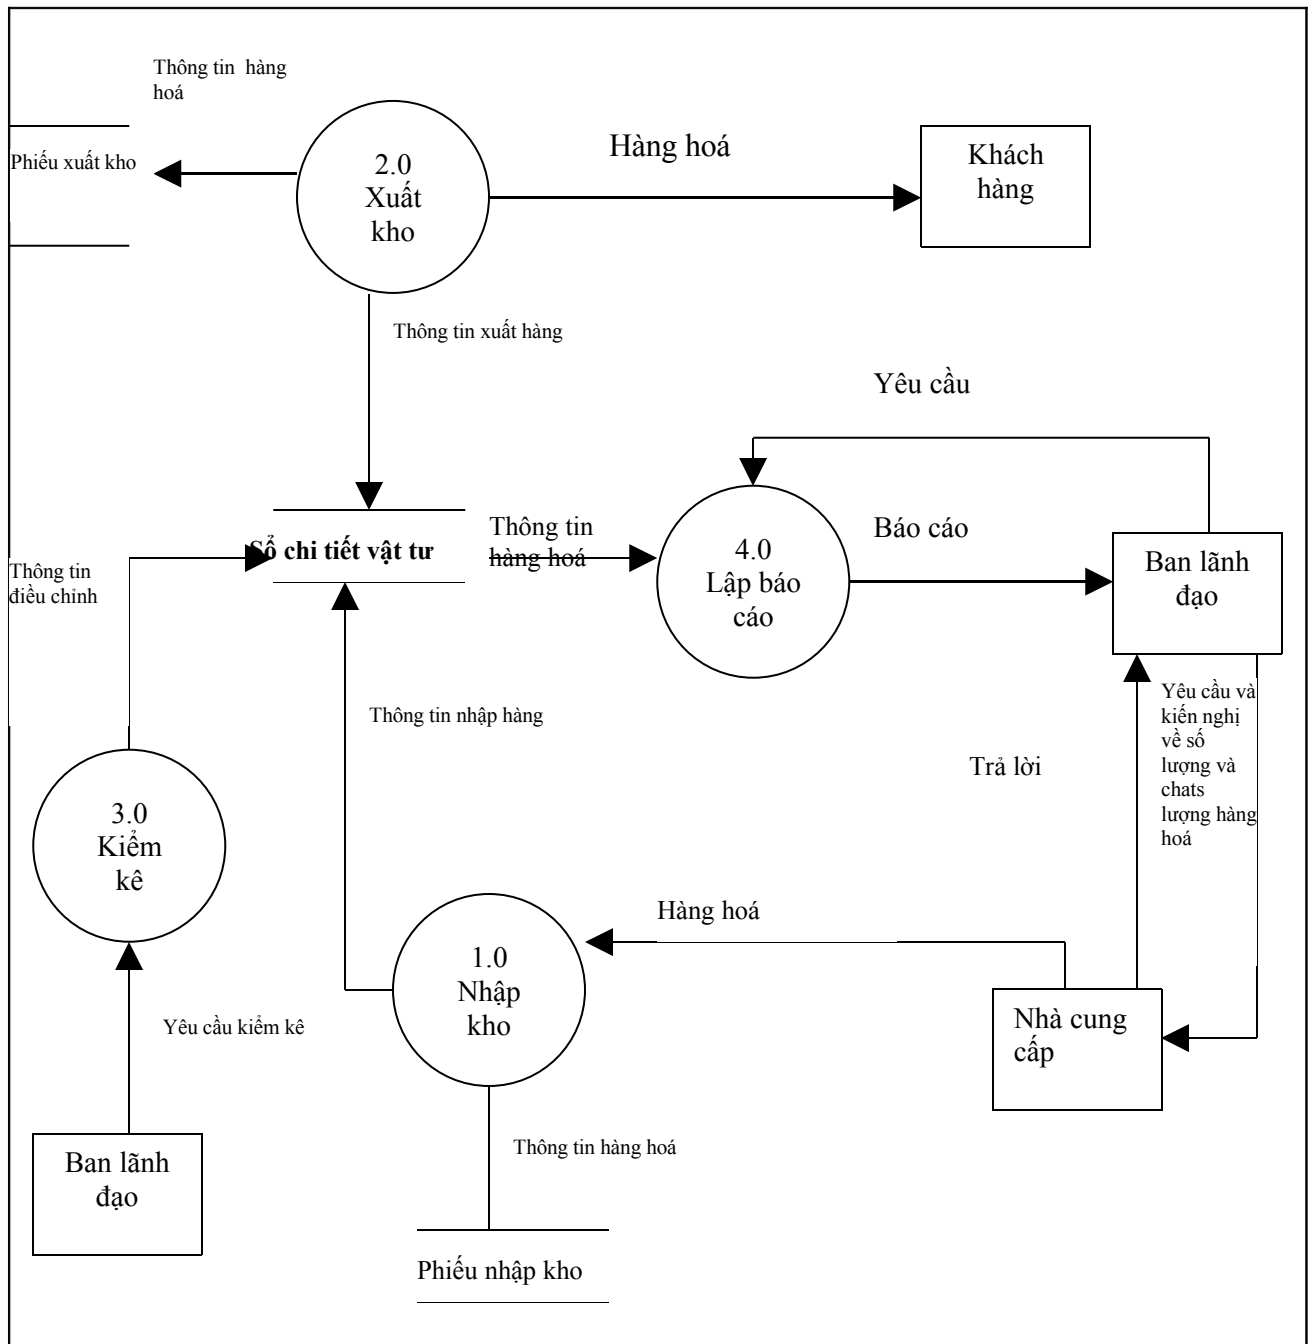 Thông tin  hàng
hoá
Phiếu xuất kho
2.0
Xuất
kho
Hàng hoá
Khách
hàng
Thông tin xuất hàng
Yêu cầu
Sổ chi tiết vật tư
Thông tin
hàng hoá
4.0
Lập báo
cáo
Báo cáo
Ban lãnh
đạo
Thông tin
điều chỉnh
Thông tin nhập hàng
Trả lời
Yêu cầu và
kiến nghị
về số
lượng và
chats
lượng hàng
hoá
3.0
Kiểm
kê
Hàng hoá
1.0
Nhập
kho
Nhà cung
cấp
Yêu cầu kiểm kê
Ban lãnh
đạo
Thông tin hàng hoá
Phiếu nhập kho